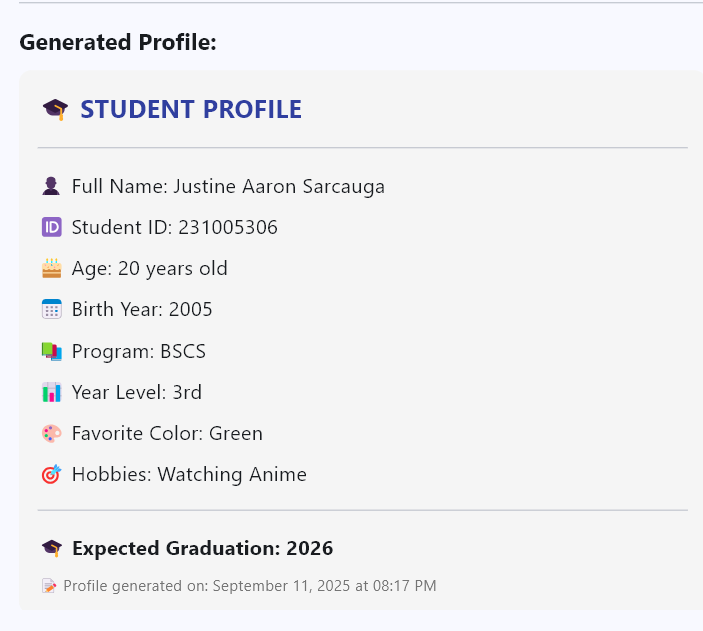 Generated Profile:
🎓 STUDENT PROFILE
👤 Full Name: Justine Aaron Sarcauga
🆔 Student ID: 231005306
🎂 Age: 20 years old
📅 Birth Year: 2005
📚 Program: BSCS
📊 Year Level: 3rd
🎨 Favorite Color: Green
🎯 Hobbies: Watching Anime
🎓 Expected Graduation: 2026
📝 Profile generated on: September 11, 2025 at 08:17 PM